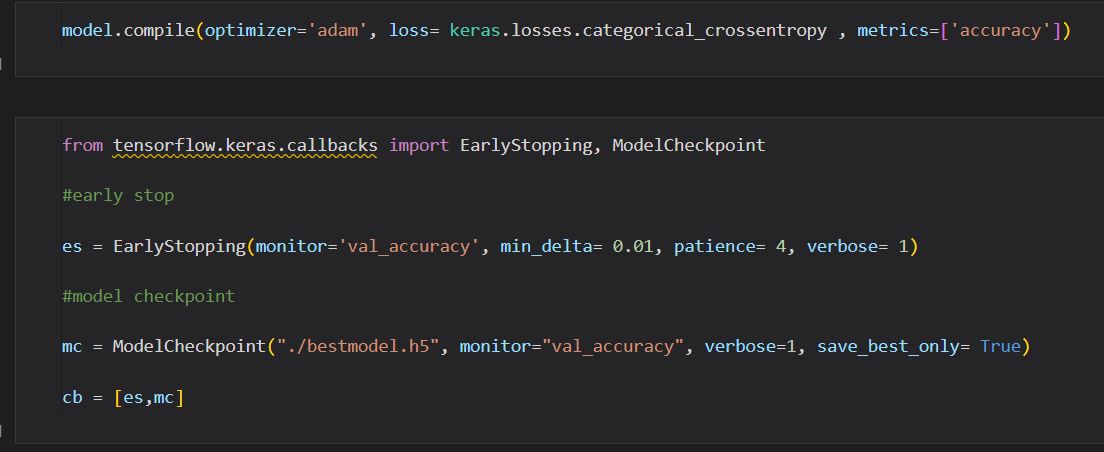 model.compile(optimizer='adam', loss= keras.losses.categorical_crossentropy , metrics=['accuracy'])
from tensorflow.keras.callbacks import EarlyStopping, ModelCheckpoint
#early stop
es = EarlyStopping(monitor='val_accuracy', min_delta= 0.01, patience= 4, verbose= 1)
#model checkpoint
mc = ModelCheckpoint("./bestmodel.h5", monitor="val_accuracy", verbose=1, save_best_only= True)
cb = [es,mc]